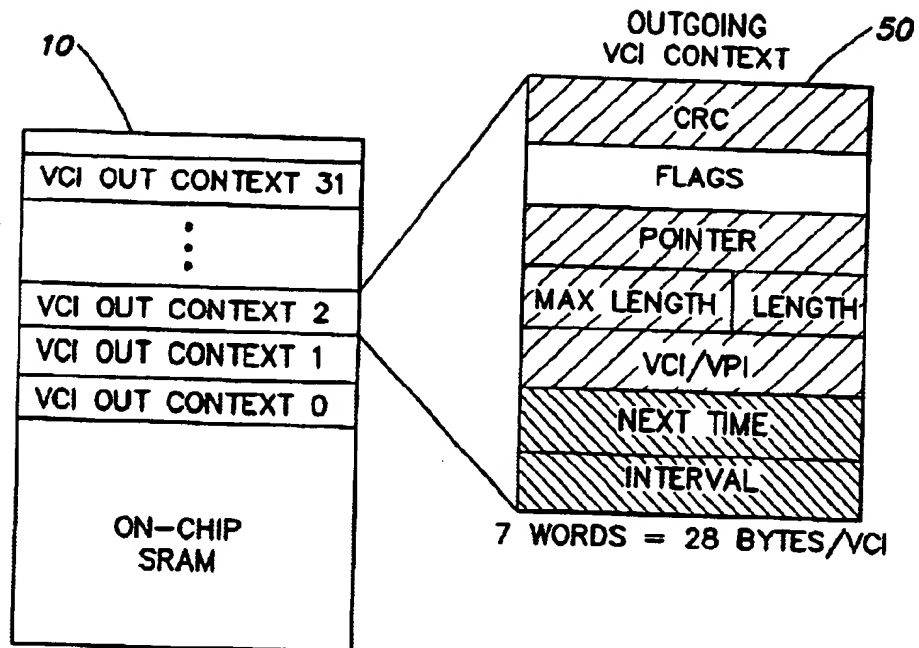 10
VCI OUT CONTEXT 31
VCI OUT CONTEXT 2
VCI OUT CONTEXT 1
VCI OUT CONTEXT 0
ON-CHIP
SRAM
OUTGOING
VCI CONTEXT
50
CRC
FLAGS
POINTER
MAX LENGTH LENGTH
VCI/VPI
NEXT TIME
INTERVAL
7 WORDS = 28 BYTES/VCI